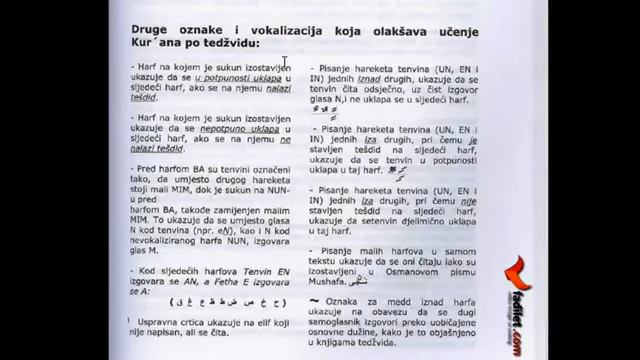 Druge oznake i vokalizacija koja olakšava učenje
Kur´ana po tedžvidu:
- Harf na kojem je sukun izostavljen
ukazuje da se u potpunosti uklapa u
sljedeći harf, ako se na njemu nalazi
tešdid.
- Harf na kojem je sukun izostavljen
ukazuje da se nepotpuno uklapa u
sljedeći harf, ako se na njemu ne
nalazi tešdid.
- Pred harfom BA su tenvini označeni
tako, da umjesto drugog hareketa
stoji mali MIM, dok je sukun na NUN-
u pred
harfom BA, takođe zamijenjen malim
MIM. To ukazuje da se umjesto glasa
N kod tenvina (npr. eN), kao i N kod
nevokaliziranog harfa NUN, izgovara
glas M.
- Kod sljedećih harfova Tenvin EN
izgovara se AN, a Fetha E izgovara
se A:
( ح خ ص ض ط ظ ع غ ق )
ا Uspravna crtica ukazuje na elif koji
nije napisan, ali se čita.
- Pisanje hareketa tenvina (UN, EN i
IN) jednih iznad drugih, ukazuje da se
tenvin čita odsječno, uz čist izgovor
glasa N,i ne uklapa se u sljedeći harf.
- Pisanje hareketa tenvina (UN, EN i
IN) jednih iza drugih, pri čemu je
stavljen tešdid na sljedeći harf,
ukazuje da se tenvin u potpunosti
uklapa u taj harf.
- Pisanje hareketa tenvina (UN, EN i
IN) jednih iza drugih, pri čemu nije
stavljen tešdid na sljedeći harf,
ukazuje da setenvin djelimično uklapa
u taj harf.
- Pisanje malih harfova u samom
tekstu ukazuje da se oni čitaju iako su
izostavljeni u Osmanovom pismu
Mushafa.
~ Oznaka za medd iznad harfa
ukazuje na obavezu da se dugi
samoglasnik izgovori preko uobičajene
osnovne dužine, kako je to objašnjeno
u knjigama tedžvida.
fadilet.com